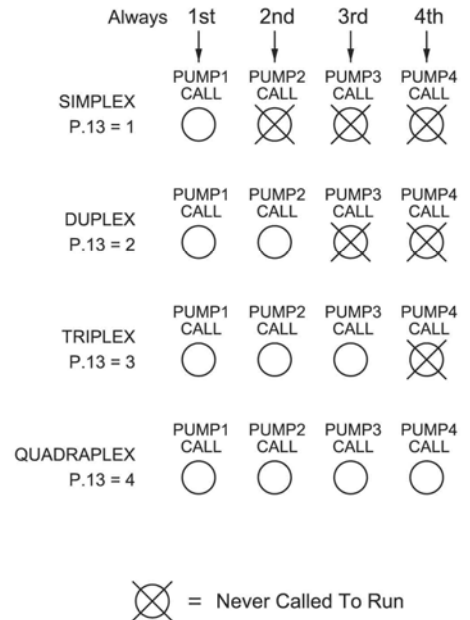 Always 1st 2nd 3rd 4th
PUMP1 PUMP2 PUMP3 PUMP4
CALL CALL CALL CALL
SIMPLEX
P.13 = 1
PUMP1 PUMP2 PUMP3 PUMP4
CALL CALL CALL CALL
DUPLEX
P.13 = 2
PUMP1 PUMP2 PUMP3 PUMP4
CALL CALL CALL CALL
TRIPLEX
P.13 = 3
PUMP1 PUMP2 PUMP3 PUMP4
CALL CALL CALL CALL
QUADRAPLEX
P.13 = 4
= Never Called To Run